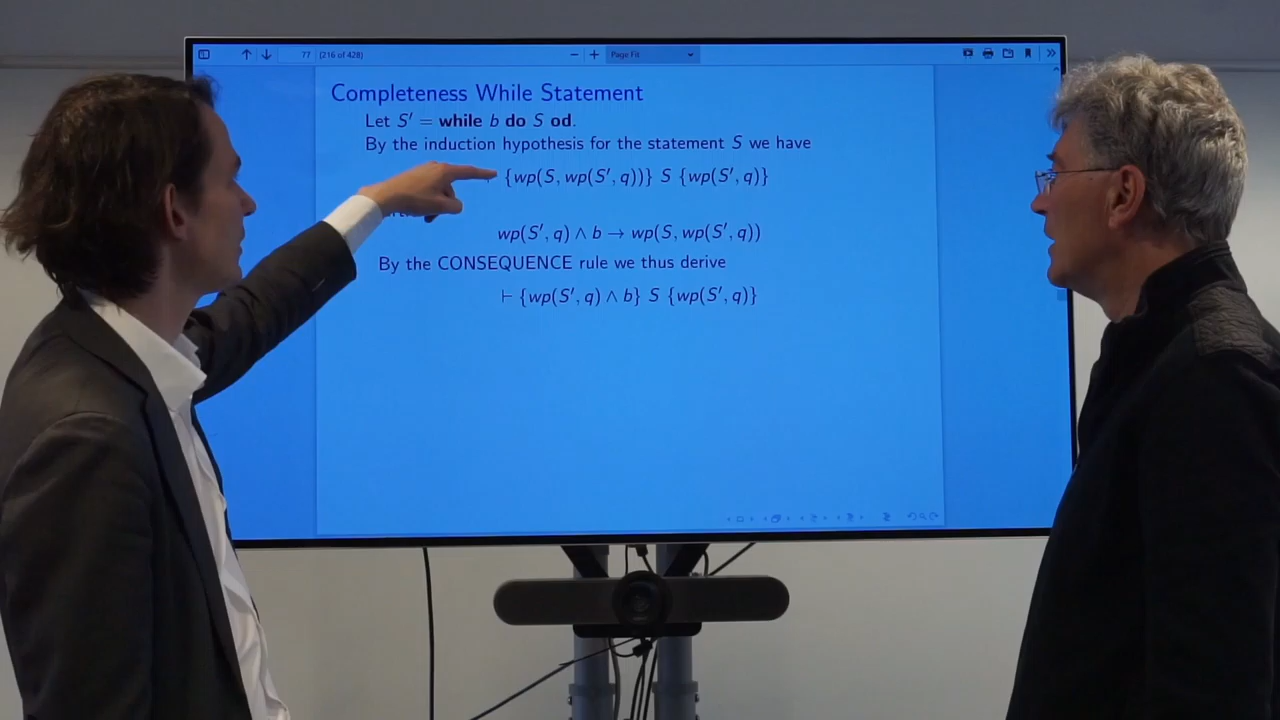 77 (216 of 428)
Page Fit
Completeness While Statement
Let S′ = while b do S od.
By the induction hypothesis for the statement S we have
{wp(S, wp(S′, q))} S {wp(S′, q)}
wp(S′, q) ∧ b → wp(S, wp(S′, q))
By the CONSEQUENCE rule we thus derive
⊢ {wp(S′, q) ∧ b} S {wp(S′, q)}